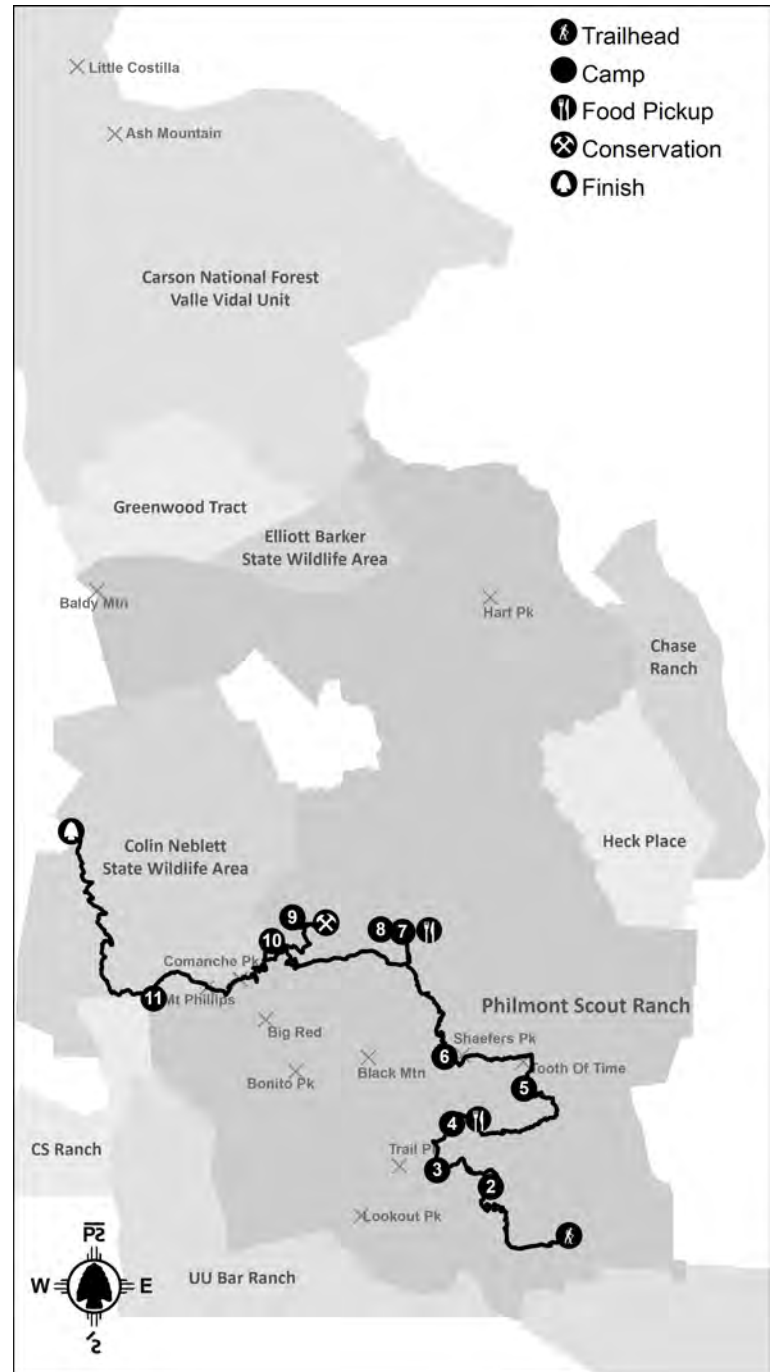 Trailhead
Camp
Food Pickup
Conservation
Finish
Little Costilla
Ash Mountain
Carson National Forest
Valle Vidal Unit
Greenwood Tract
Elliott Barker
State Wildlife Area
Baldy Mtn
Hart Pk
Chase
Ranch
Heck Place
Colin Neblett
State Wildlife Area
9
8
7
10
Comanche Pk
11
Mt Phillips
Philmont Scout Ranch
Big Red
Shaefers Pk
6
Black Mtn
Tooth Of Time
Bonito Pk
5
4
CS Ranch
Trail P
3
2
Lookout Pk
W
E
UU Bar Ranch